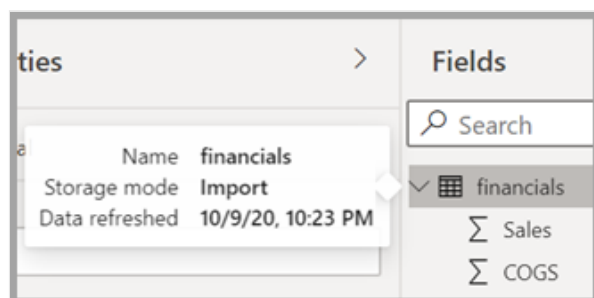 ties
Fields
Search
Name financials
Storage mode Import
Data refreshed 10/9/20, 10:23 PM
financials
Sales
COGS